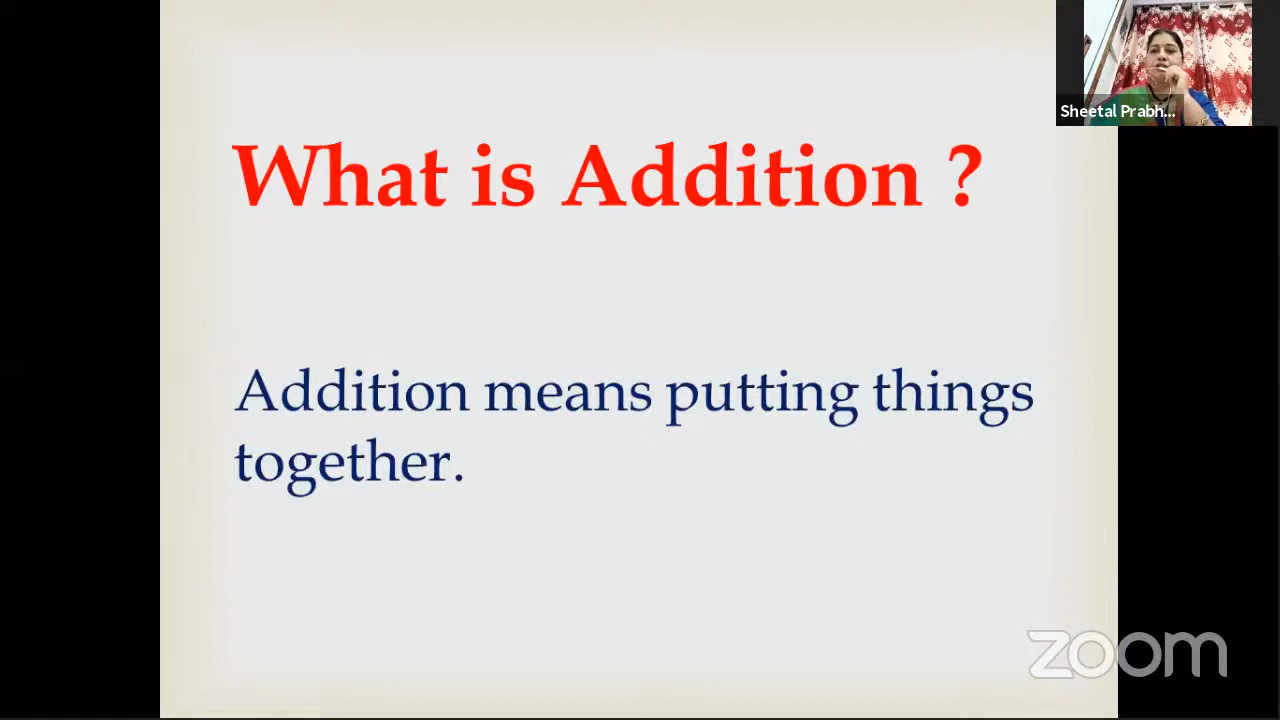 What is Addition ?
Addition means putting things
together.
Sheetal Prabh...
zoom